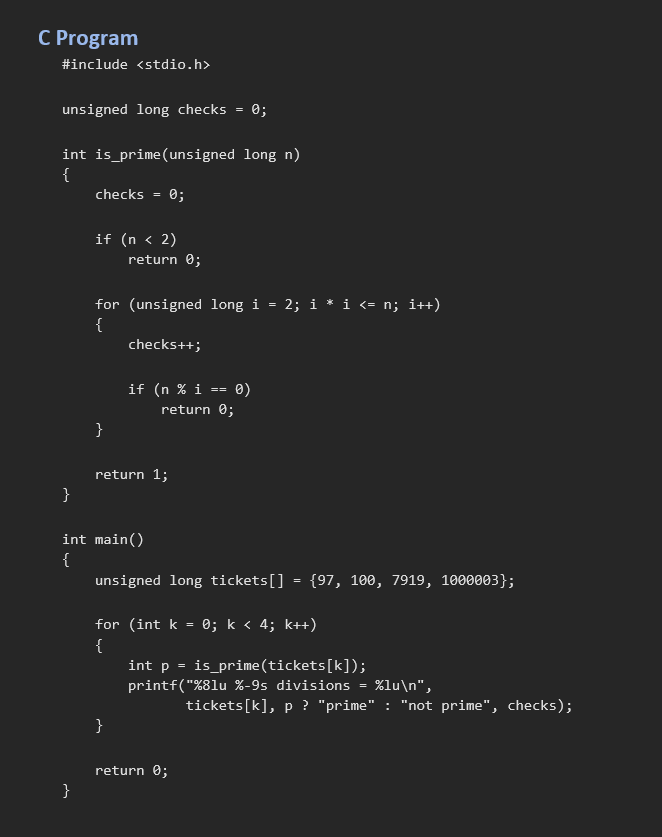 C Program
#include <stdio.h>

unsigned long checks = 0;

int is_prime(unsigned long n)
{
    checks = 0;

    if (n < 2)
        return 0;

    for (unsigned long i = 2; i * i <= n; i++)
    {
        checks++;

        if (n % i == 0)
            return 0;
    }

    return 1;
}

int main()
{
    unsigned long tickets[] = {97, 100, 7919, 1000003};

    for (int k = 0; k < 4; k++)
    {
        int p = is_prime(tickets[k]);
        printf("%8lu %-9s divisions = %lu\n",
               tickets[k], p ? "prime" : "not prime", checks);
    }

    return 0;
}